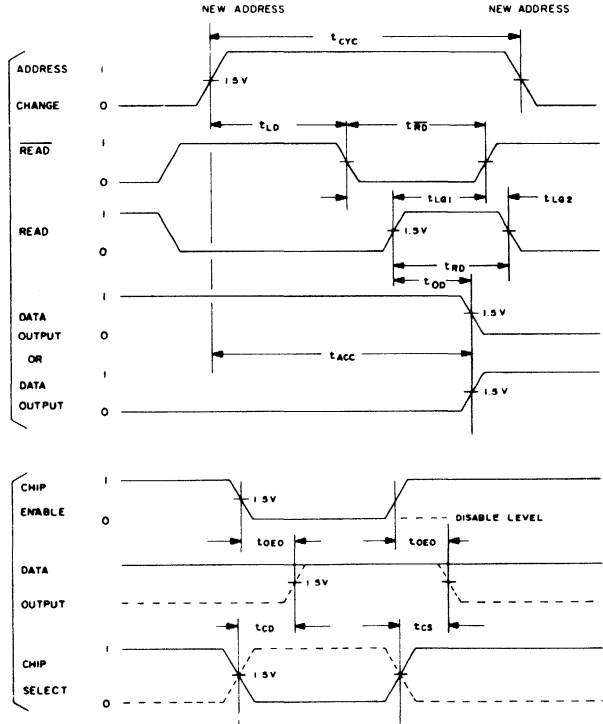 NEW ADDRESS NEW ADDRESS
tCYC
ADDRESS 1
1.5V
CHANGE 0
tLD tRD
READ 1
0
1 tLG1 tLG2
READ
1.5V
0
tRD
tOD
1
DATA 1.5V
OUTPUT 0
OR tACC
DATA 1
OUTPUT 1.5V
0
CHIP 1
1.5V
ENABLE 0 DISABLE LEVEL
tOEO tOEO
DATA
1.5V
OUTPUT
tCD tCS
1
CHIP
1.5V
SELECT
0